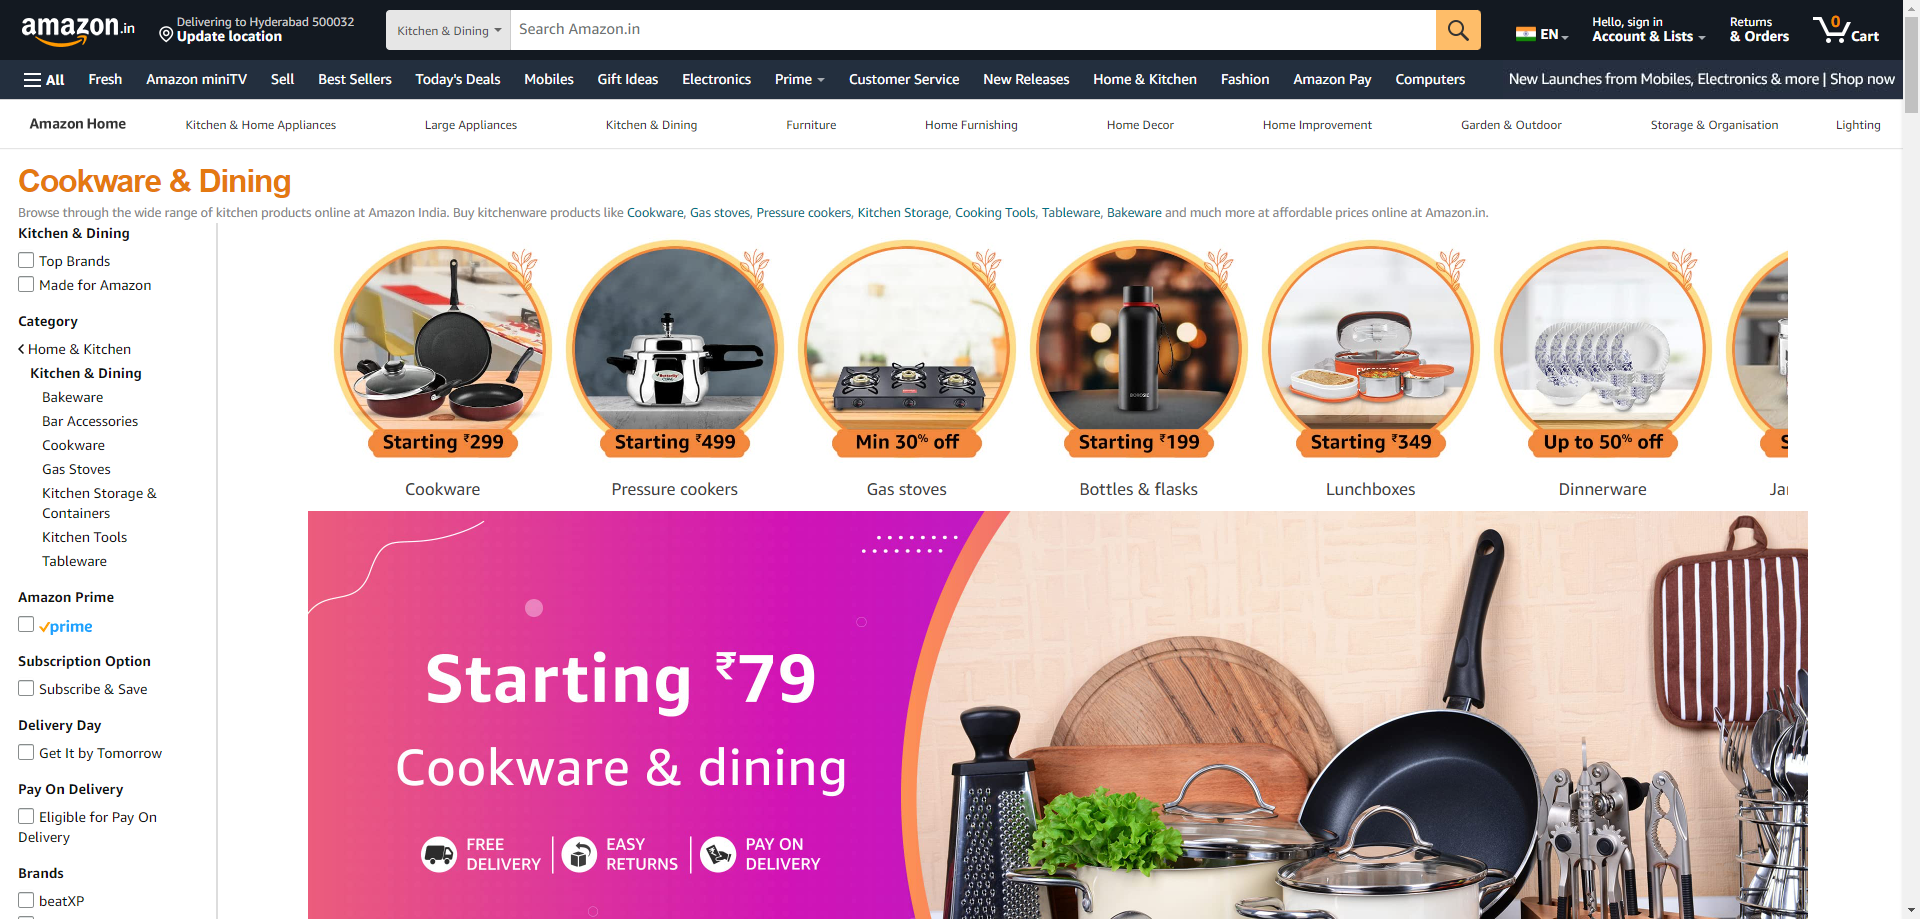 amazon.in
Delivering to Hyderabad 500032
Update location
Kitchen & Dining
Search Amazon.in
EN
Hello, sign in
Account & Lists
Returns
& Orders
0
Cart
All
Fresh
Amazon miniTV
Sell
Best Sellers
Today's Deals
Mobiles
Gift Ideas
Electronics
Prime
Customer Service
New Releases
Home & Kitchen
Fashion
Amazon Pay
Computers
New Launches from Mobiles, Electronics & more | Shop now
Amazon Home
Kitchen & Home Appliances
Large Appliances
Kitchen & Dining
Furniture
Home Furnishing
Home Decor
Home Improvement
Garden & Outdoor
Storage & Organisation
Lighting
Cookware & Dining
Browse through the wide range of kitchen products online at Amazon India. Buy kitchenware products like Cookware, Gas stoves, Pressure cookers, Kitchen Storage, Cooking Tools, Tableware, Bakeware and much more at affordable prices online at Amazon.in.
Kitchen & Dining
Top Brands
Made for Amazon
Category
Home & Kitchen
Kitchen & Dining
Bakeware
Bar Accessories
Cookware
Gas Stoves
Kitchen Storage &
Containers
Kitchen Tools
Tableware
Amazon Prime
prime
Subscription Option
Subscribe & Save
Delivery Day
Get It by Tomorrow
Pay On Delivery
Eligible for Pay On
Delivery
Brands
beatXP
Starting ₹299
Cookware
Starting ₹499
Pressure cookers
Min 30% off
Gas stoves
BOROSIL
Starting ₹199
Bottles & flasks
Starting ₹349
Lunchboxes
Up to 50% off
Dinnerware
Starting ₹79
Cookware & dining
FREE
DELIVERY
EASY
RETURNS
PAY ON
DELIVERY